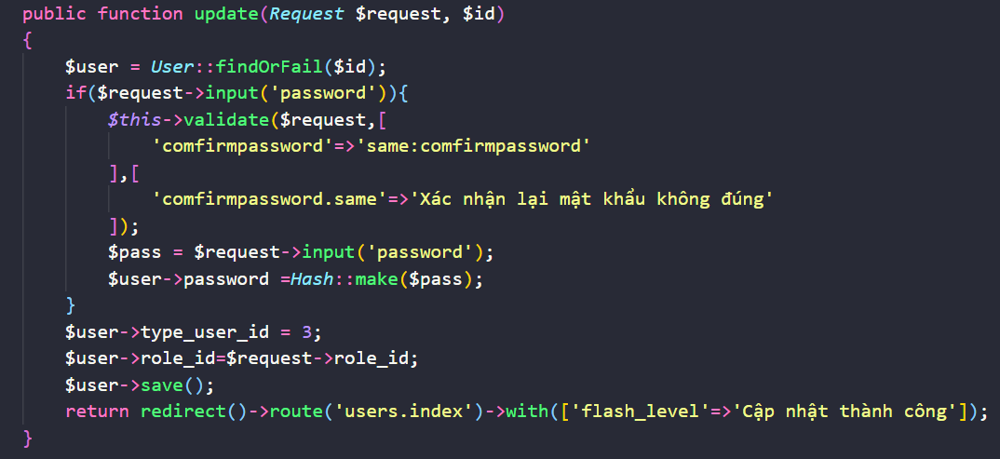 public function update(Request $request, $id)
{
    $user = User::findOrFail($id);
    if($request->input('password')){
        $this->validate($request,[
            'comfirmpassword'=>'same:comfirmpassword'
        ],[
            'comfirmpassword.same'=>'Xác nhận lại mật khẩu không đúng'
        ]);
        $pass = $request->input('password');
        $user->password =Hash::make($pass);
    }
    $user->type_user_id = 3;
    $user->role_id=$request->role_id;
    $user->save();
    return redirect()->route('users.index')->with(['flash_level'=>'Cập nhật thành công']);
}